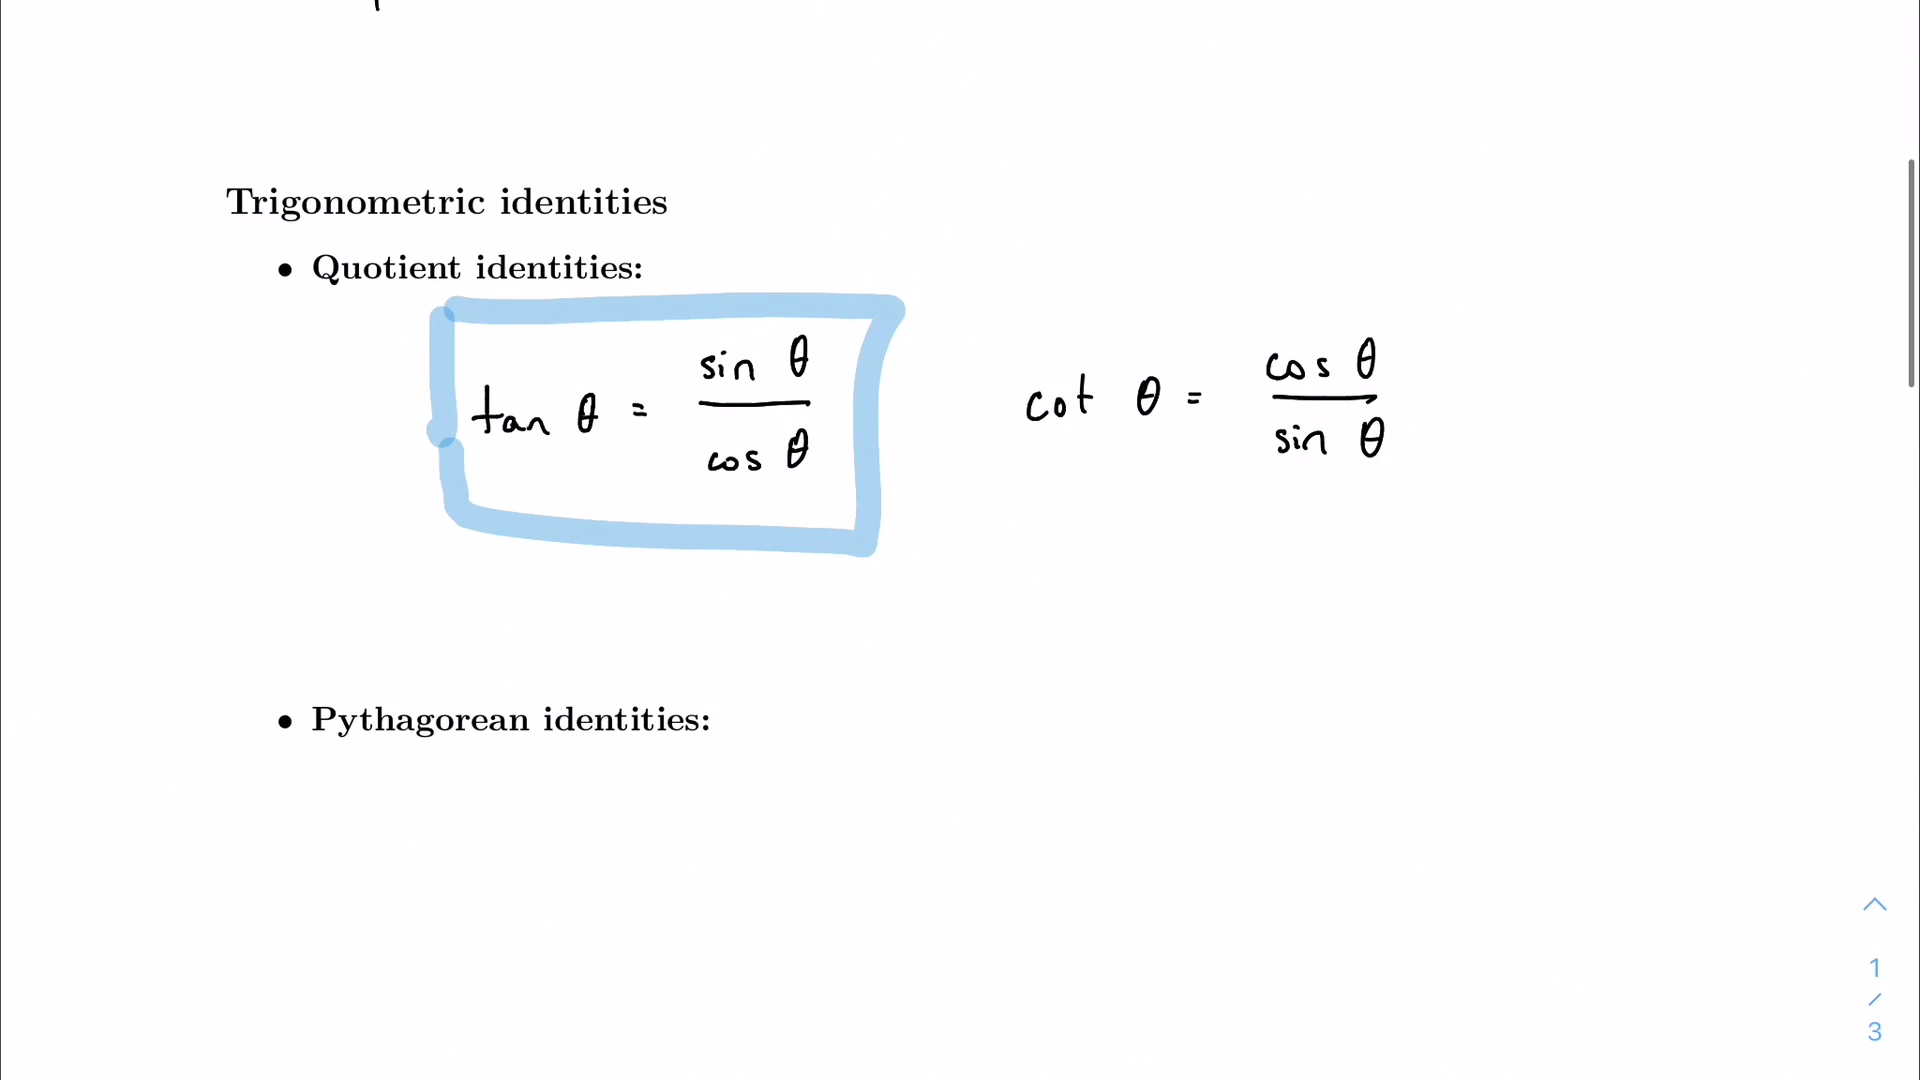 Trigonometric identities
• Quotient identities:
tan θ = sin θ / cos θ
cot θ = cos θ / sin θ
• Pythagorean identities:
1
/
3